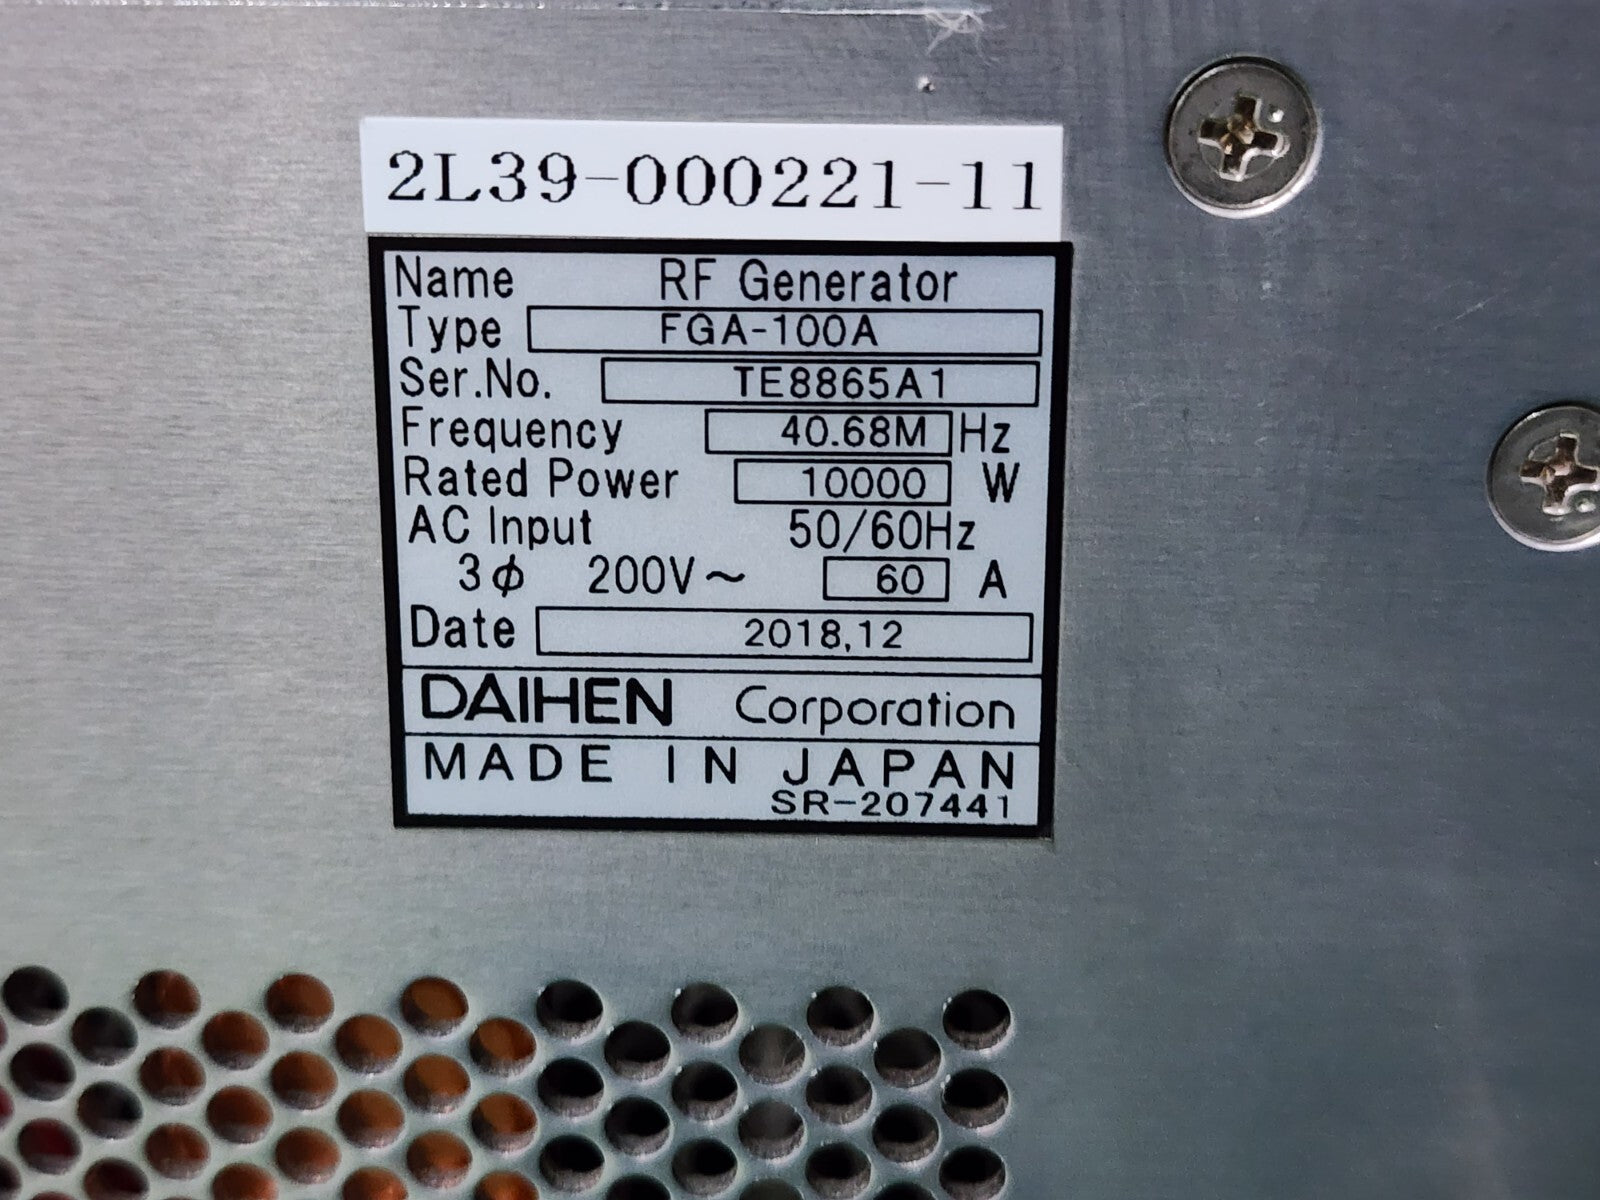 2L39-000221-11
Name RF Generator
Type FGA-100A
Ser.No. TE8865A1
Frequency 40.68M Hz
Rated Power 10000 W
AC Input 50/60Hz
3ϕ 200V~ 60 A
Date 2018,12
DAIHEN Corporation
MADE IN JAPAN
SR-207441